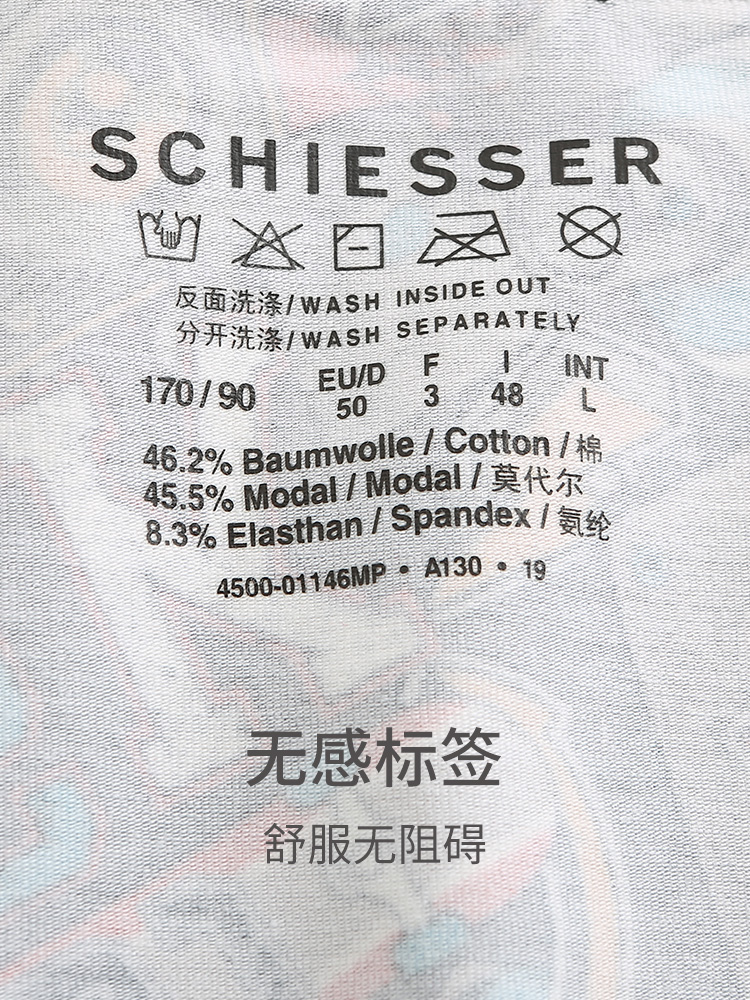 SCHIESSER
反面洗涤/WASH INSIDE OUT
分开洗涤/WASH SEPARATELY
170/90 EU/D 50 F 3 I 48 INT L
46.2% Baumwolle / Cotton / 棉
45.5% Modal / Modal / 莫代尔
8.3% Elasthan / Spandex / 氨纶
4500-01146MP • A130 • 19
无感标签
舒服无阻碍